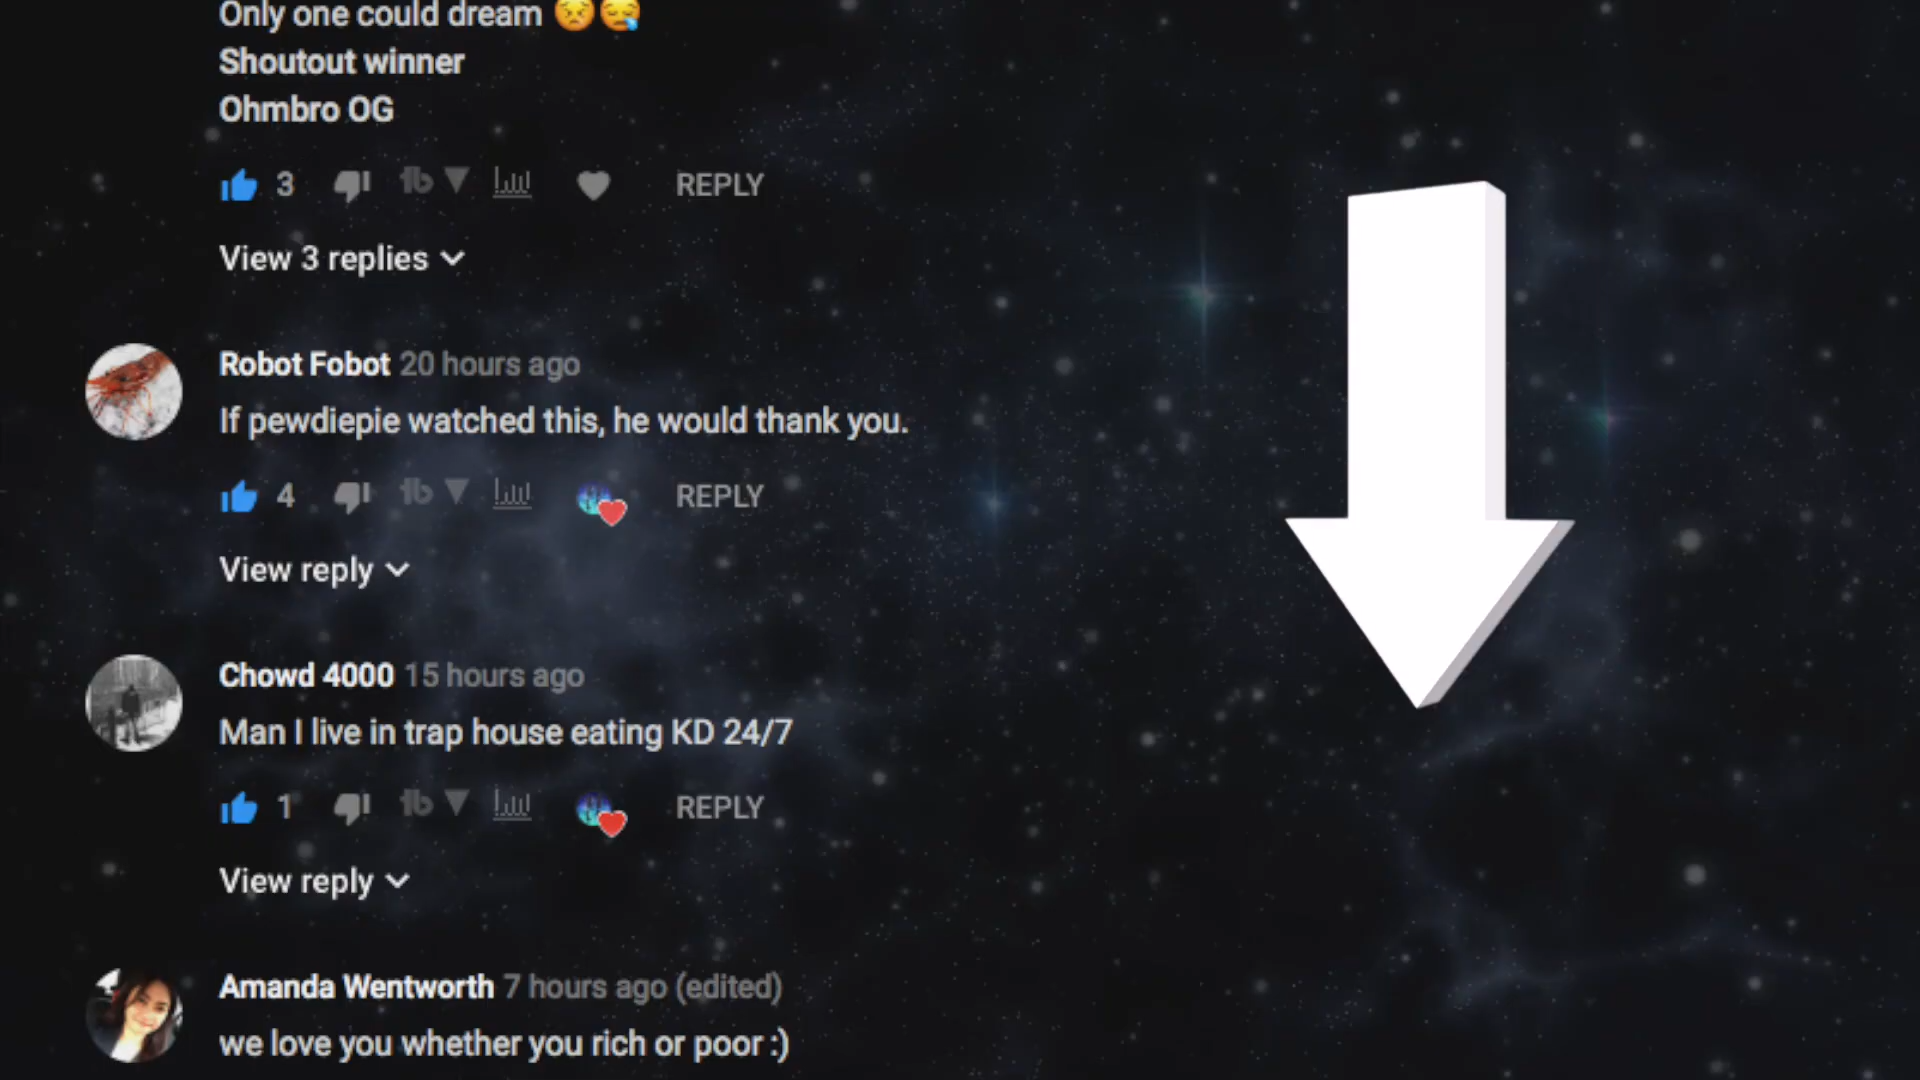 Only one could dream 😣😪
Shoutout winner
Ohmbro OG
3 REPLY
View 3 replies
Robot Fobot 20 hours ago
If pewdiepie watched this, he would thank you.
4 REPLY
View reply
Chowd 4000 15 hours ago
Man I live in trap house eating KD 24/7
1 REPLY
View reply
Amanda Wentworth 7 hours ago (edited)
we love you whether you rich or poor :)